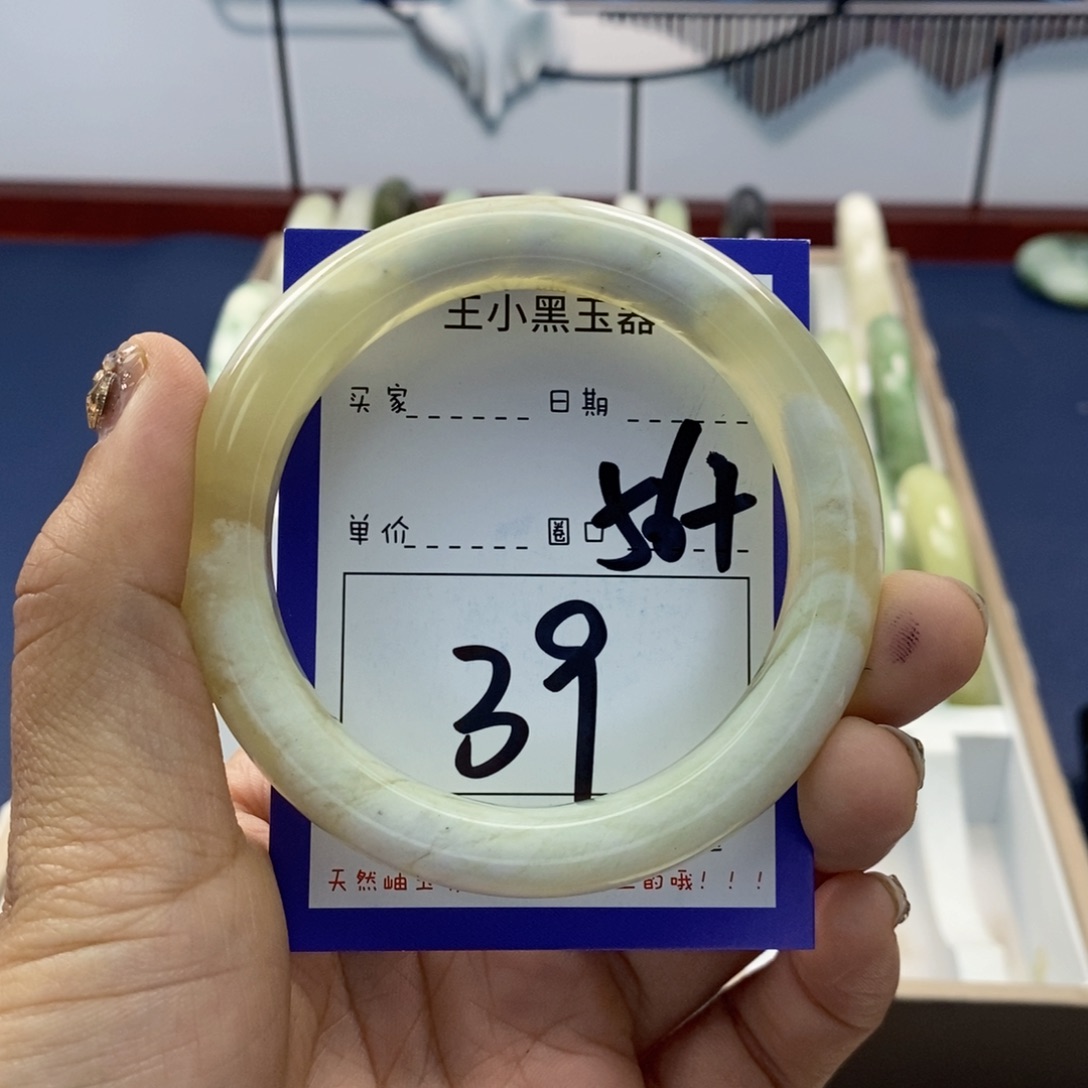 王小黑玉器
买家 日期
单价 圈口 56+
39
天然岫玉 的哦！！！